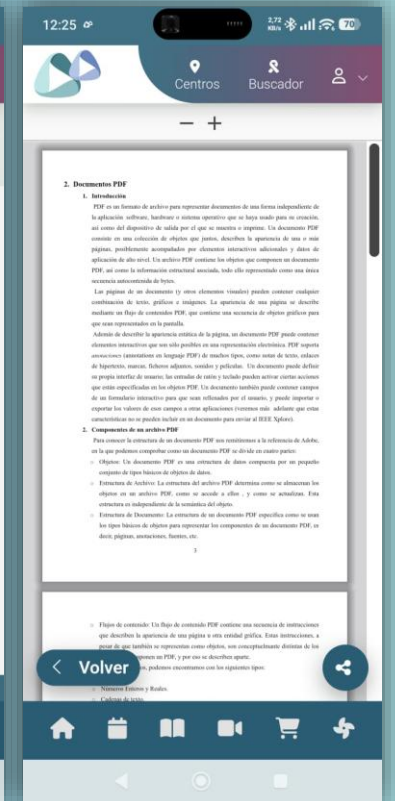 12:25
2,72
KB/s
70
Centros
Buscador
2. Documentos PDF
1. Introducción
PDF es un formato de archivo para representar documentos de una forma independiente de
la aplicación software, hardware o sistema operativo que se haya usado para su creación,
así como del dispositivo de salida por el que se muestra o imprime. Un documento PDF
consiste en una colección de objetos que juntos, describen la apariencia de una o más
páginas, posiblemente acompañados por elementos interactivos adicionales y datos de
aplicación de alto nivel. Un archivo PDF contiene los objetos que componen un documento
PDF, así como la información estructural asociada, todo ello representado como una única
secuencia autocontenida de bytes.
Las páginas de un documento (y otros elementos visuales) pueden contener cualquier
combinación de texto, gráficos e imágenes. La apariencia de una página se describe
mediante un flujo de contenidos PDF, que contiene una secuencia de objetos gráficos para
que sean representados en la pantalla.
Además de describir la apariencia estática de la página, un documento PDF puede contener
elementos interactivos que son sólo posibles en una representación electrónica. PDF soporta
anotaciones (annotations en lenguaje PDF) de muchos tipos, como notas de texto, enlaces
de hipertexto, marcas, ficheros adjuntos, sonidos y películas. Un documento puede definir
su propia interfaz de usuario; las entradas de ratón y teclado pueden activar ciertas acciones
que están especificadas en los objetos PDF. Un documento también puede contener campos
de un formulario interactivo para que sean rellenados por el usuario, y puede importar o
exportar los valores de esos campos a otras aplicaciones (veremos más adelante que estas
características no se pueden incluir en un documento para enviar al IEEE Xplore).
2. Componentes de un archivo PDF
Para conocer la estructura de un documento PDF nos remitiremos a la referencia de Adobe,
en la que podemos comprobar como un documento PDF se divide en cuatro partes:
○ Objetos: Un documento PDF es una estructura de datos compuesta por un pequeño
conjunto de tipos básicos de objetos de datos.
○ Estructura de Archivo: La estructura del archivo PDF determina como se almacenan los
objetos en un archivo PDF, como se accede a ellos , y como se actualizan. Esta
estructura es independiente de la semántica del objeto.
○ Estructura de Documento: La estructura de un documento PDF especifica como se usan
los tipos básicos de objetos para representar los componentes de un documento PDF, es
decir, páginas, anotaciones, fuentes, etc.
3
○ Flujos de contenido: Un flujo de contenido PDF contiene una secuencia de instrucciones
que describen la apariencia de una página u otra entidad gráfica. Estas instrucciones, a
pesar de que también se representan como objetos, son conceptualmente distintas de los
componen un PDF, y por eso se describen aparte.
podemos encontrarnos con los siguientes tipos:
○ Números Enteros y Reales.
○ Cadenas de texto.
Volver